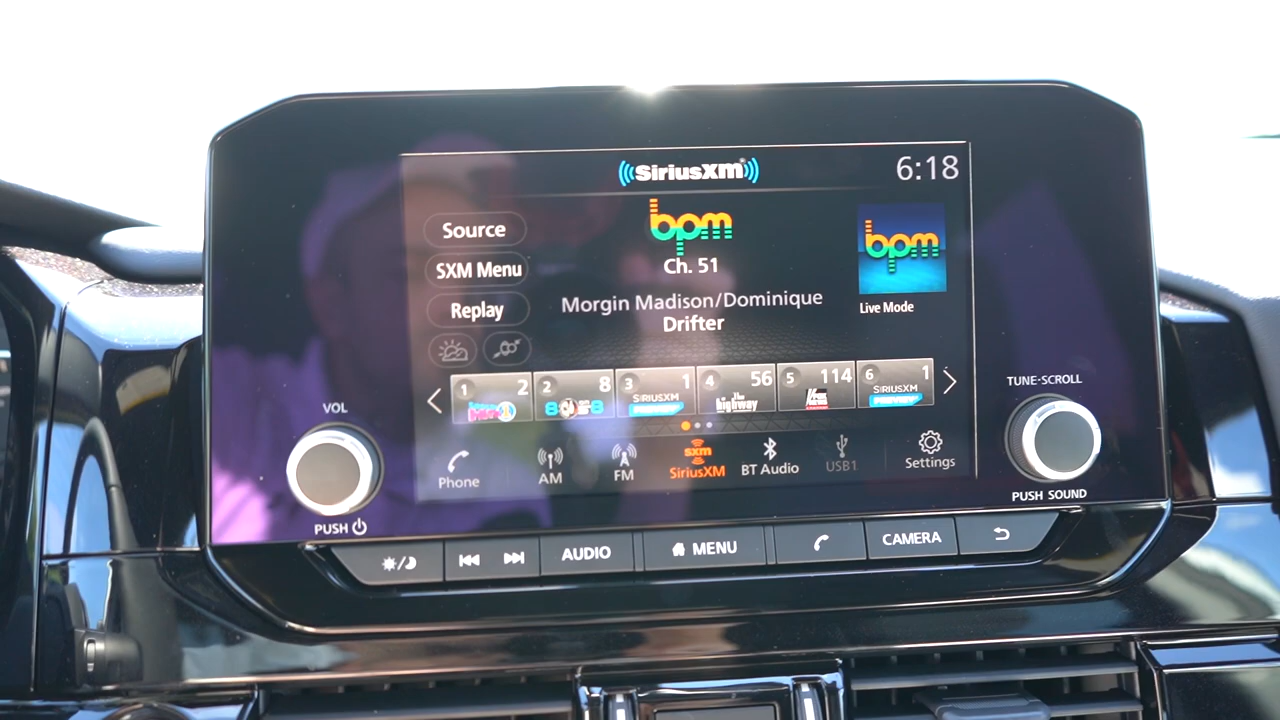 SiriusXM
6:18
bpm
Ch. 51
Morgin Madison/Dominique
Drifter
bpm
Live Mode
Source
SXM Menu
Replay
1 2
2 8
3 1
SIRIUSXM
4 56
the highway
5 114
6 1
SIRIUSXM
Phone
AM
FM
sxm
SiriusXM
BT Audio
USB1
Settings
VOL
PUSH
TUNE-SCROLL
PUSH SOUND
AUDIO
MENU
CAMERA